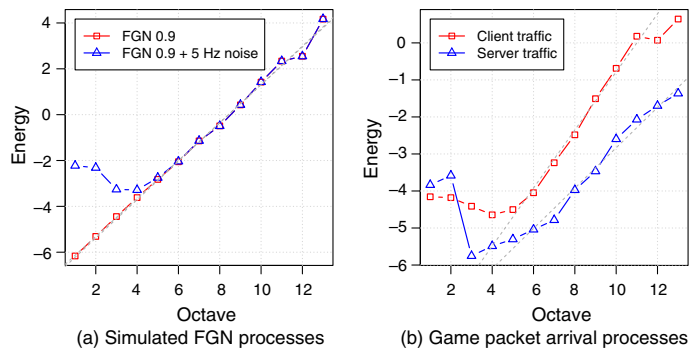 FGN 0.9
FGN 0.9 + 5 Hz noise
4
2
0
−2
−4
−6
Energy
2 4 6 8 10 12
Octave
(a) Simulated FGN processes
Client traffic
Server traffic
0
−1
−2
−3
−4
−5
−6
Energy
2 4 6 8 10 12
Octave
(b) Game packet arrival processes